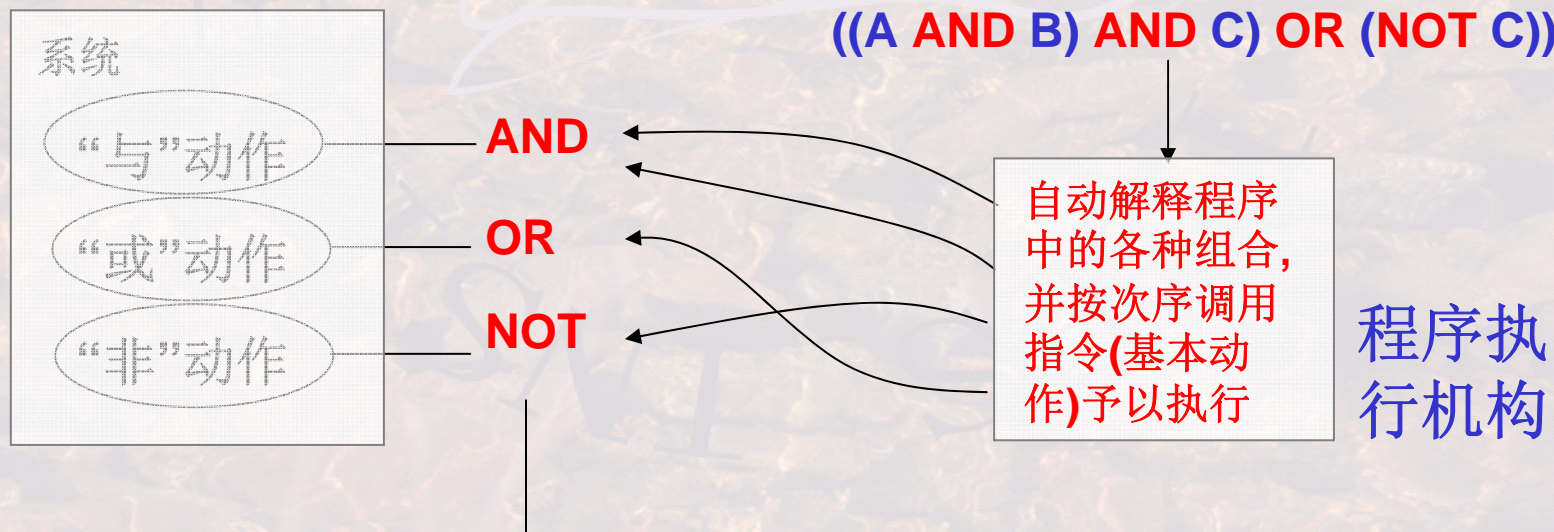 ((A AND B) AND C) OR (NOT C))
系统
“与”动作
“或”动作
“非”动作
AND
OR
NOT
自动解释程序
中的各种组合,
并按次序调用
指令(基本动
作)予以执行
程序执
行机构